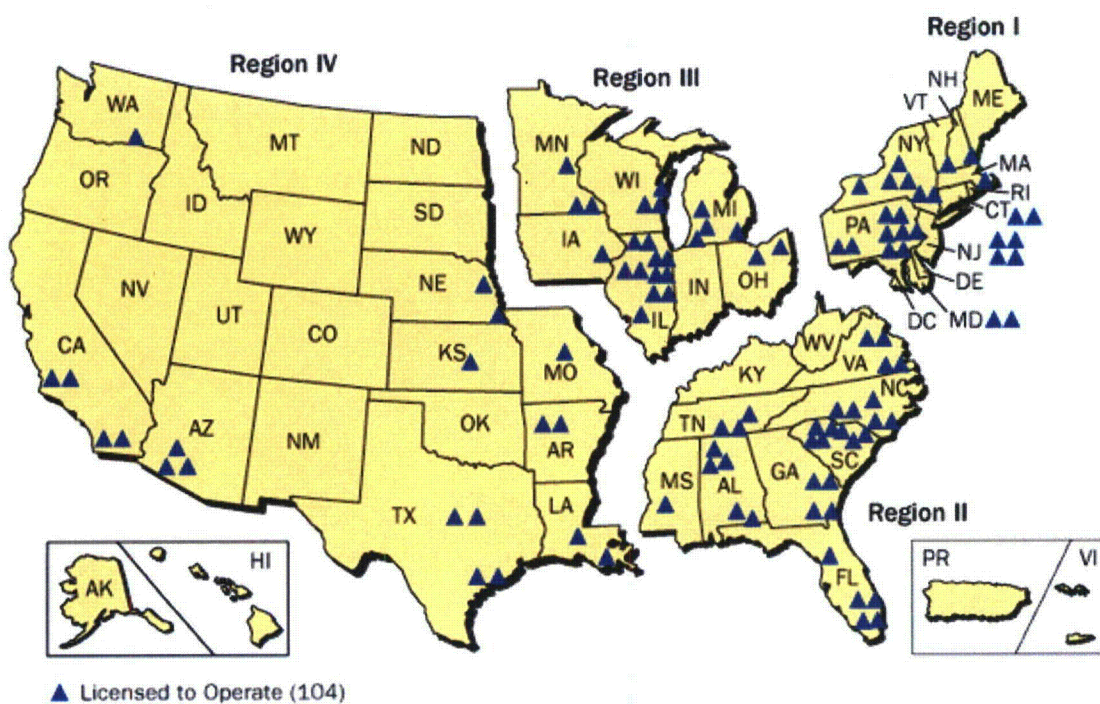 Region I
Region IV
Region III
NH
VT
ME
WA
MT
ND
MN
NY
OR
ID
SD
WI
MI
MA
RI
CT
WY
IA
PA
NJ
NE
IN
OH
DE
NV
UT
CO
IL
DC
MD
CA
KS
MO
WV
VA
KY
NC
AZ
NM
OK
AR
TN
SC
MS
AL
GA
TX
LA
Region II
HI
AK
FL
PR
VI
Licensed to Operate (104)